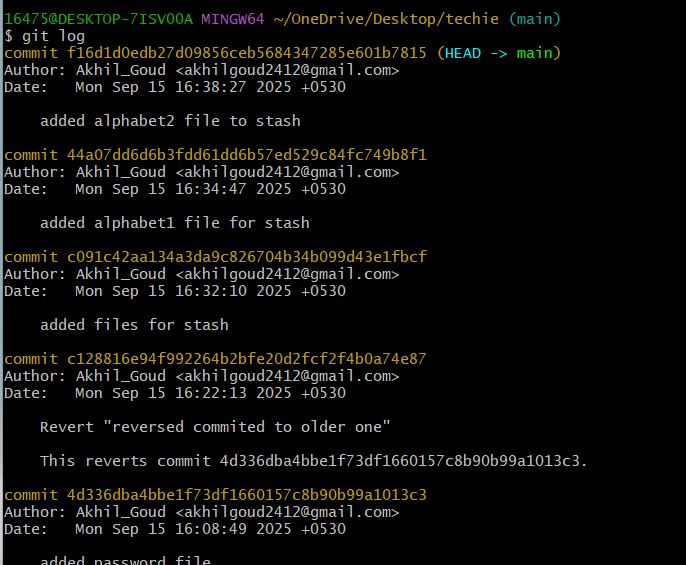 16475@DESKTOP-7ISVOOA MINGW64 ~/OneDrive/Desktop/techie (main)
$ git log
commit f16d1d0edb27d09856ceb5684347285e601b7815 (HEAD -> main)
Author: Akhil_Goud <akhilgoud2412@gmail.com>
Date:   Mon Sep 15 16:38:27 2025 +0530
    added alphabet2 file to stash
commit 44a07dd6d6b3fdd61dd6b57ed529c84fc749b8f1
Author: Akhil_Goud <akhilgoud2412@gmail.com>
Date:   Mon Sep 15 16:34:47 2025 +0530
    added alphabet1 file for stash
commit c091c42aa134a3da9c826704b34b099d43e1fbcf
Author: Akhil_Goud <akhilgoud2412@gmail.com>
Date:   Mon Sep 15 16:32:10 2025 +0530
    added files for stash
commit c128816e94f992264b2bfe20d2fcf2f4b0a74e87
Author: Akhil_Goud <akhilgoud2412@gmail.com>
Date:   Mon Sep 15 16:22:13 2025 +0530
    Revert "reversed commited to older one"
    This reverts commit 4d336dba4bbe1f73df1660157c8b90b99a1013c3.
commit 4d336dba4bbe1f73df1660157c8b90b99a1013c3
Author: Akhil_Goud <akhilgoud2412@gmail.com>
Date:   Mon Sep 15 16:08:49 2025 +0530
    added password file